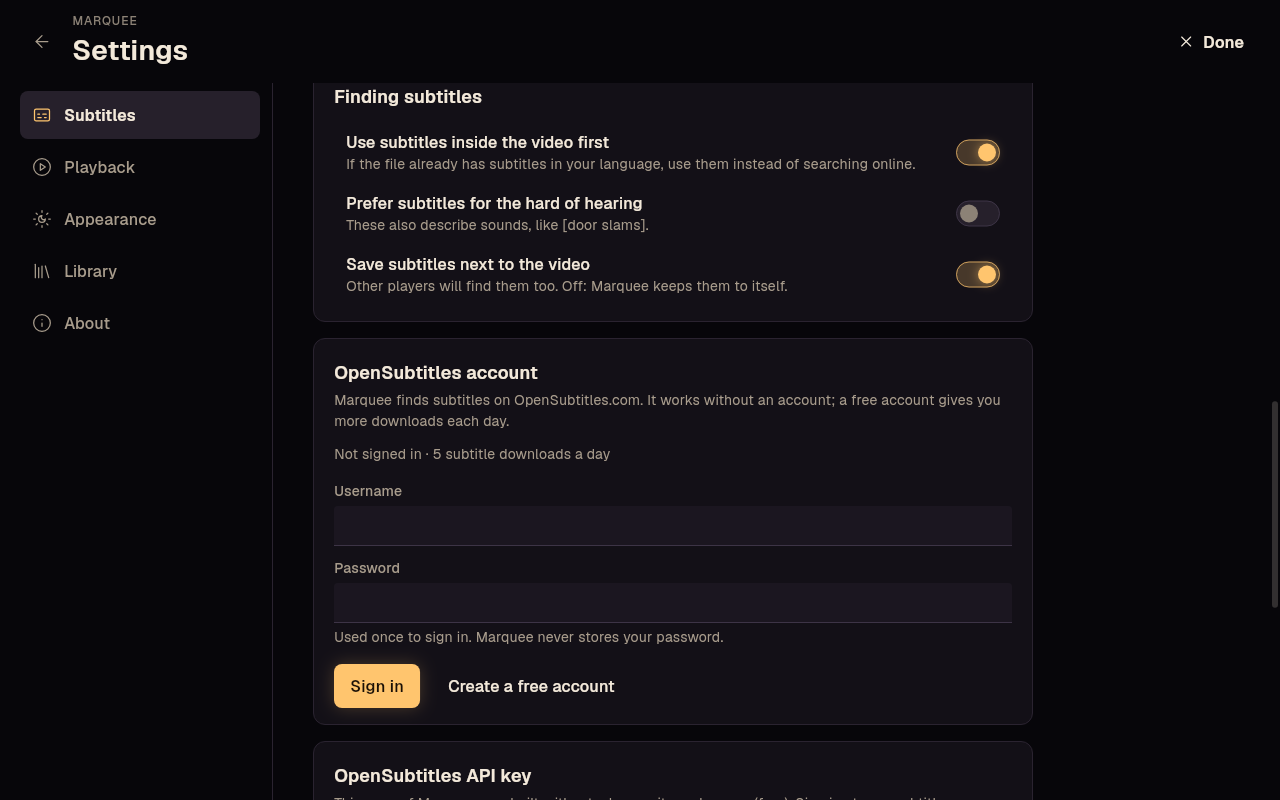 MARQUEE
Settings
Done
Subtitles
Playback
Appearance
Library
About
Finding subtitles
Use subtitles inside the video first
If the file already has subtitles in your language, use them instead of searching online.
Prefer subtitles for the hard of hearing
These also describe sounds, like [door slams].
Save subtitles next to the video
Other players will find them too. Off: Marquee keeps them to itself.
OpenSubtitles account
Marquee finds subtitles on OpenSubtitles.com. It works without an account; a free account gives you
more downloads each day.
Not signed in · 5 subtitle downloads a day
Username
Password
Used once to sign in. Marquee never stores your password.
Sign in
Create a free account
OpenSubtitles API key